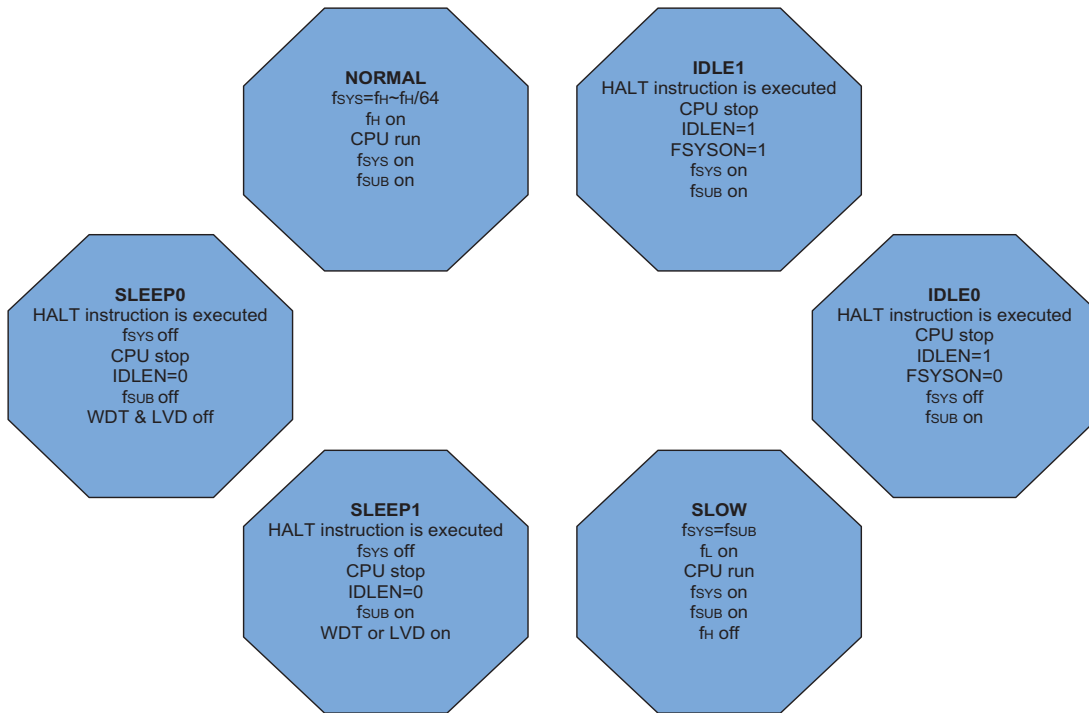 NORMAL
fSYS=fH~fH/64
fH on
CPU run
fSYS on
fSUB on
IDLE1
HALT instruction is executed
CPU stop
IDLEN=1
FSYSON=1
fSYS on
fSUB on
SLEEP0
HALT instruction is executed
fSYS off
CPU stop
IDLEN=0
fSUB off
WDT & LVD off
IDLE0
HALT instruction is executed
CPU stop
IDLEN=1
FSYSON=0
fSYS off
fSUB on
SLEEP1
HALT instruction is executed
fSYS off
CPU stop
IDLEN=0
fSUB on
WDT or LVD on
SLOW
fSYS=fSUB
fL on
CPU run
fSYS on
fSUB on
fH off